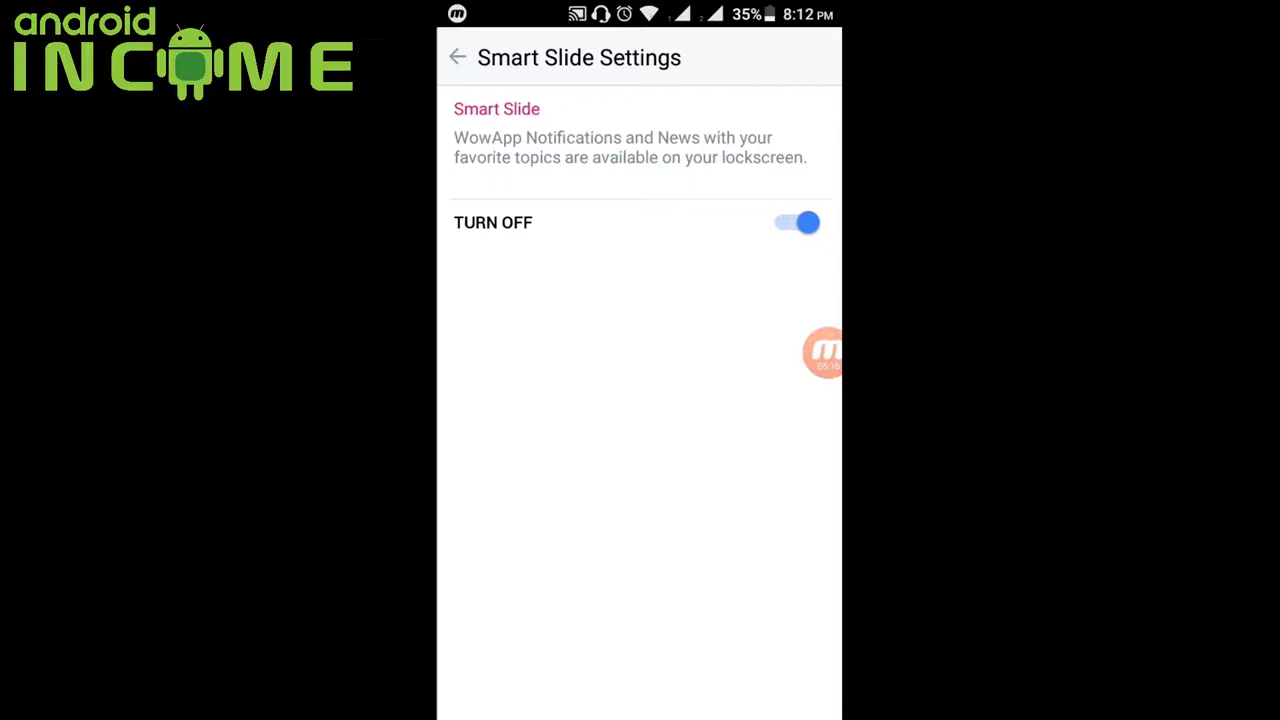 android
INCOME
35% 8:12 PM
Smart Slide Settings
Smart Slide
WowApp Notifications and News with your
favorite topics are available on your lockscreen.
TURN OFF